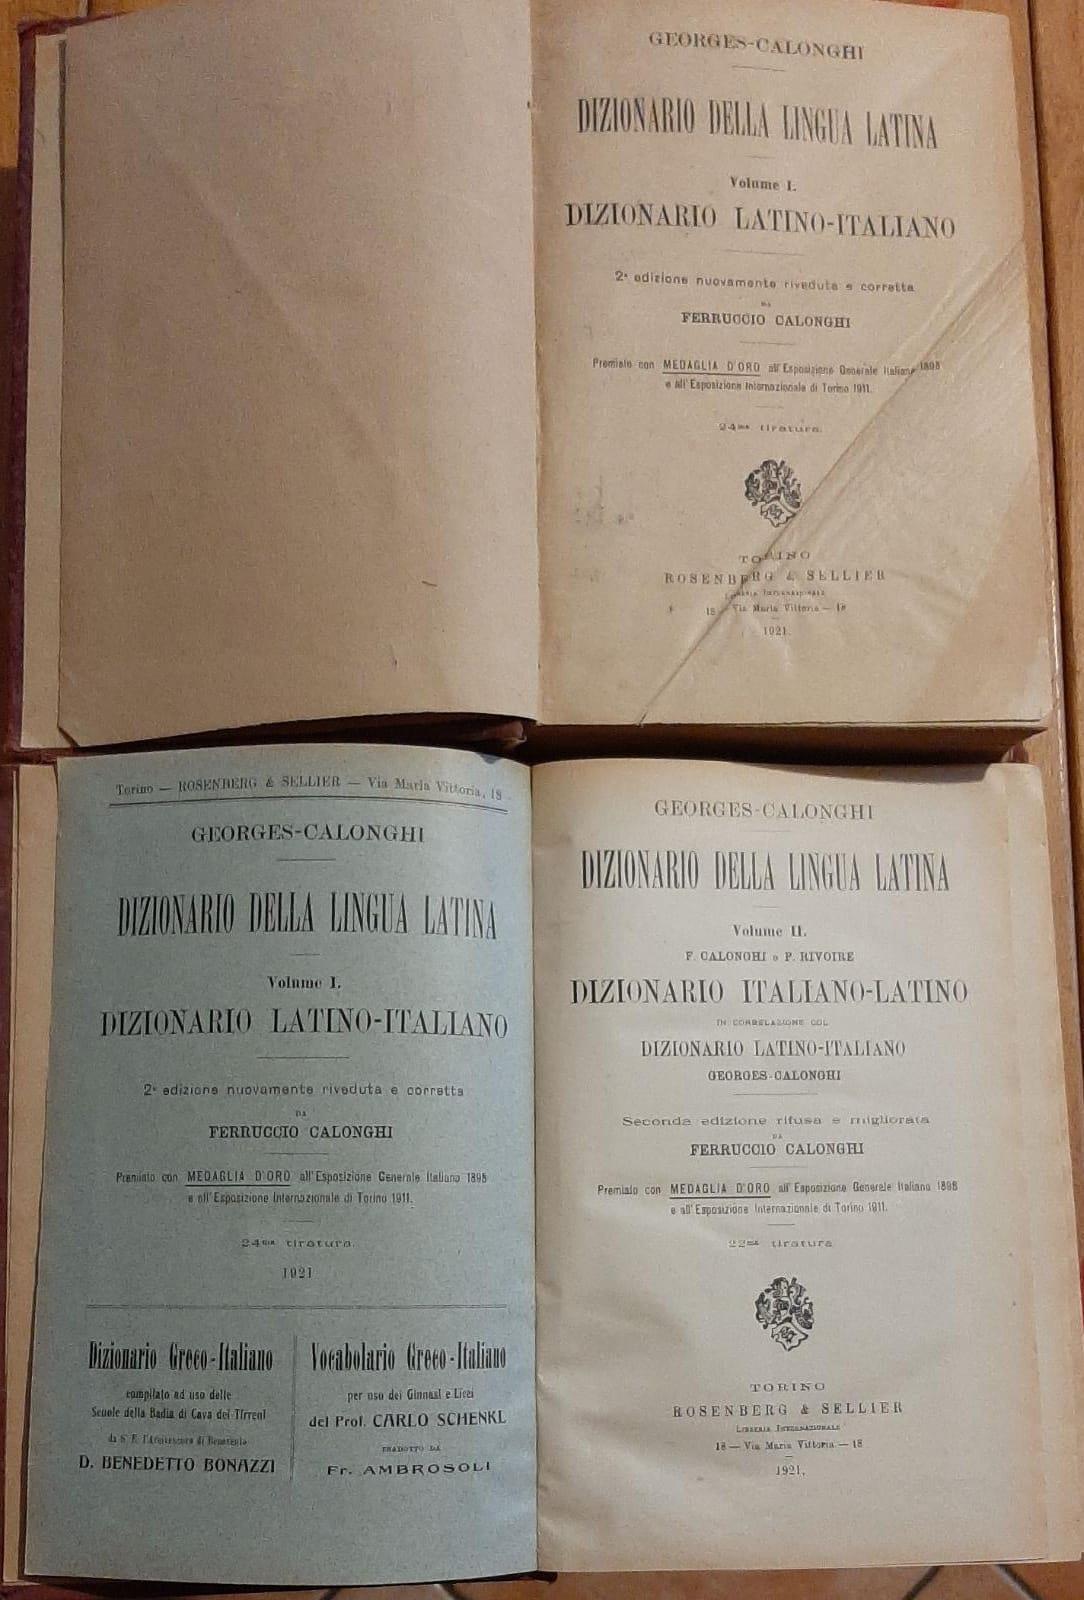 GEORGES-CALONGHI
DIZIONARIO DELLA LINGUA LATINA
Volume I.
DIZIONARIO LATINO-ITALIANO
2ª edizione nuovamente riveduta e corretta
DA
FERRUCCIO CALONGHI
Premiato con MEDAGLIA D'ORO all'Esposizione Generale Italiana 1898
e all'Esposizione Internazionale di Torino 1911.
24ma tiratura.
TORINO
ROSENBERG & SELLIER
Libreria Internazionale
18 — Via Maria Vittoria — 18
1921.
Torino — ROSENBERG & SELLIER — Via Maria Vittoria, 18
GEORGES-CALONGHI
DIZIONARIO DELLA LINGUA LATINA
Volume I.
DIZIONARIO LATINO-ITALIANO
2ª edizione nuovamente riveduta e corretta
DA
FERRUCCIO CALONGHI
Premiato con MEDAGLIA D'ORO all'Esposizione Generale Italiana 1898
e all'Esposizione Internazionale di Torino 1911.
24ma tiratura.
1921
Dizionario Greco-Italiano
compilato ad uso delle
Scuole della Badia di Cava dei Tirreni
da S. E. l'Arcivescovo di Benevento
D. BENEDETTO BONAZZI
Vocabolario Greco-Italiano
per uso dei Ginnasi e Licei
del Prof. CARLO SCHENKL
TRADOTTO DA
Fr. AMBROSOLI
GEORGES-CALONGHI
DIZIONARIO DELLA LINGUA LATINA
Volume II.
F. CALONGHI e P. RIVOIRE
DIZIONARIO ITALIANO-LATINO
IN CORRELAZIONE COL
DIZIONARIO LATINO-ITALIANO
GEORGES-CALONGHI
Seconda edizione rifusa e migliorata
DA
FERRUCCIO CALONGHI
Premiato con MEDAGLIA D'ORO all'Esposizione Generale Italiana 1898
e all'Esposizione Internazionale di Torino 1911.
22ma tiratura
TORINO
ROSENBERG & SELLIER
Libreria Internazionale
18 — Via Maria Vittoria — 18
1921.